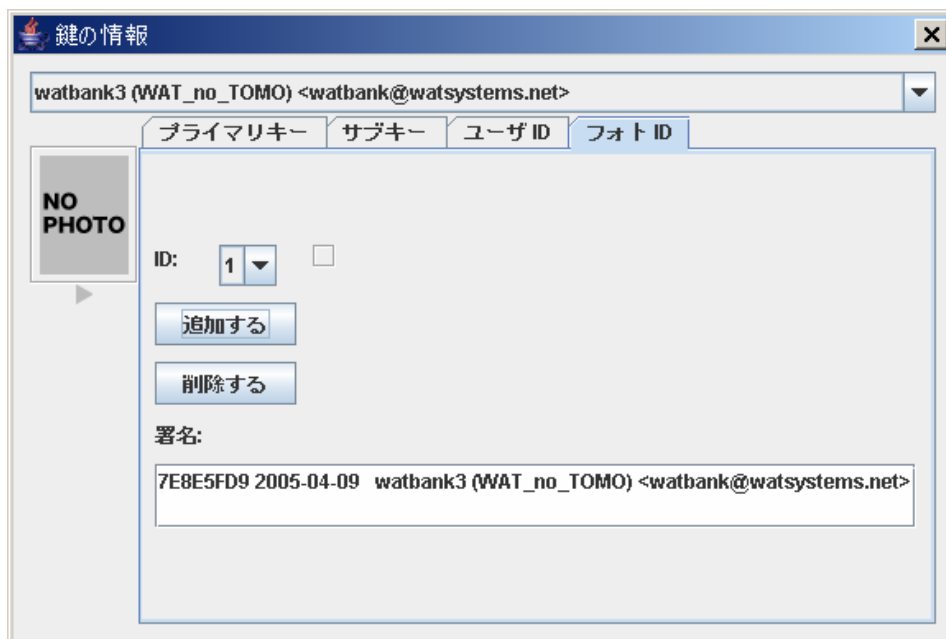 鍵の情報
watbank3 (WAT_no_TOMO) <watbank@watsystems.net>
プライマリキー サブキー ユーザ ID フォト ID
NO
PHOTO
ID: 1
追加する
削除する
署名:
7E8E5FD9 2005-04-09 watbank3 (WAT_no_TOMO) <watbank@watsystems.net>